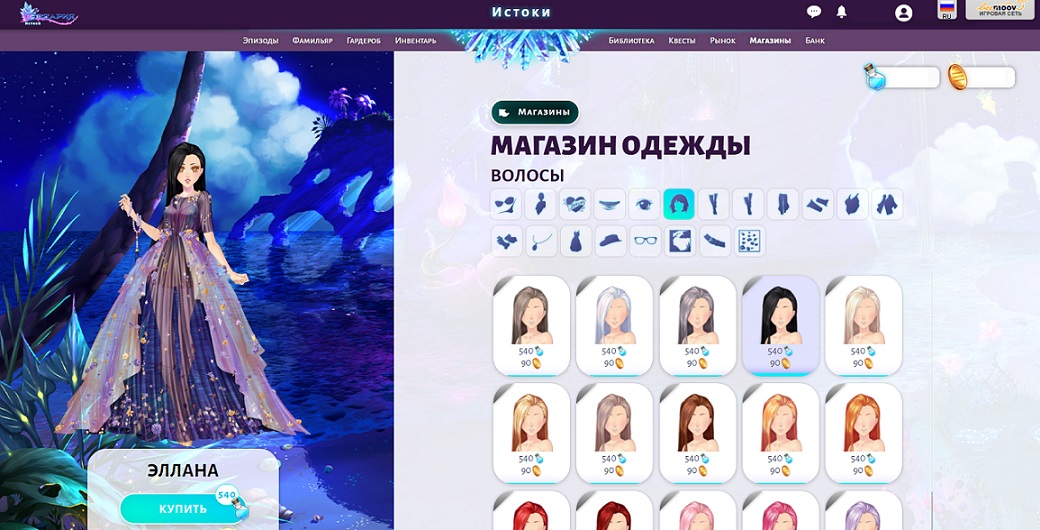 Истоки
RU
Beemoov
ИГРОВАЯ СЕТЬ
Эпизоды Фамильяр Гардероб Инвентарь Библиотека Квесты Рынок Магазины Банк
Магазины
МАГАЗИН ОДЕЖДЫ
ВОЛОСЫ
540 540 540 540 540
90 90 90 90 90
540 540 540 540 540
90 90 90 90 90
ЭЛЛАНА
КУПИТЬ 540